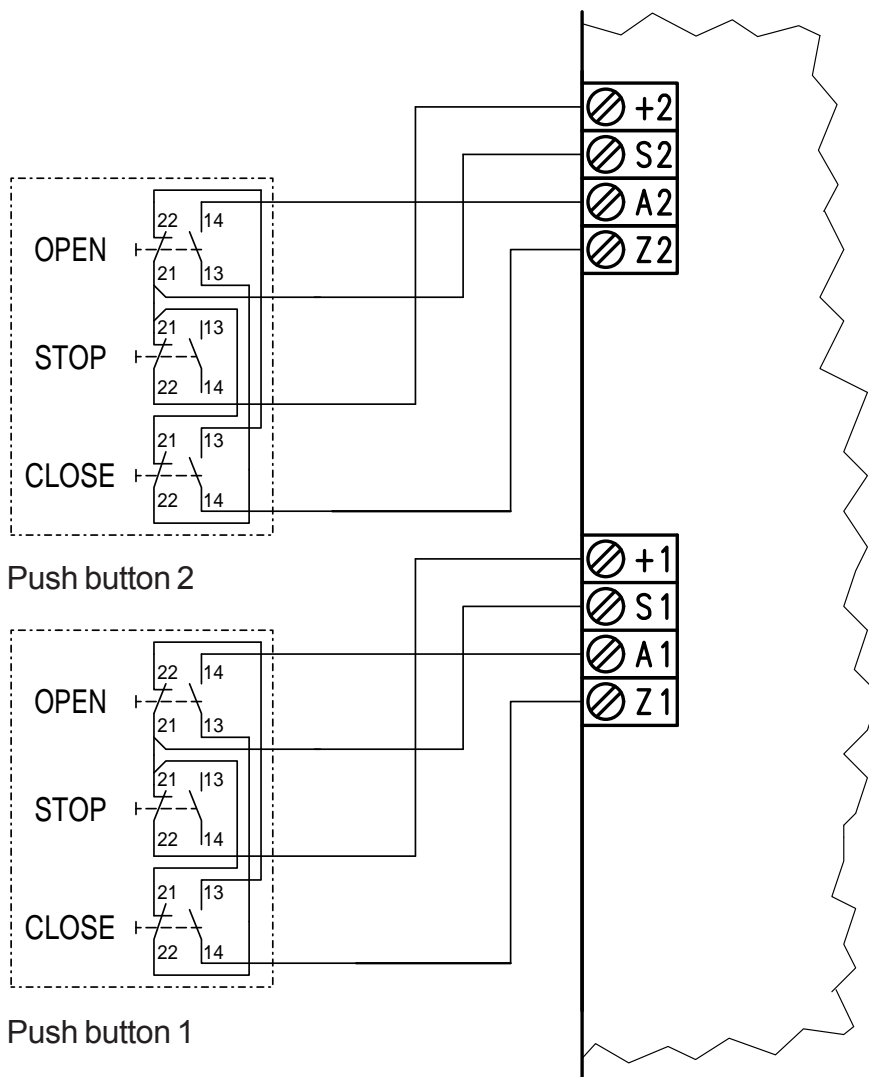 +2
S2
A2
Z2
22 14
OPEN
21 13
21 13
STOP
22 14
21 13
CLOSE
22 14
Push button 2
+1
S1
A1
Z1
22 14
OPEN
21 13
21 13
STOP
22 14
21 13
CLOSE
22 14
Push button 1